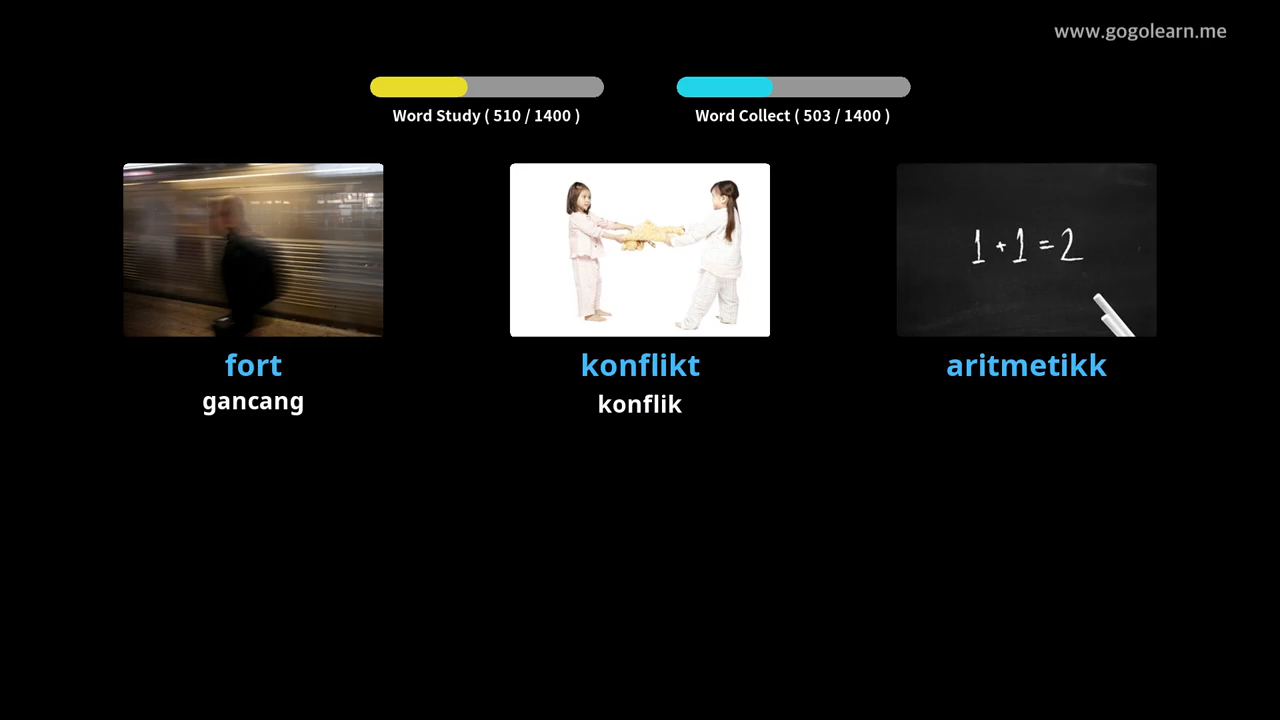 www.gogolearn.me
Word Study ( 510 / 1400 )
Word Collect ( 503 / 1400 )
1 + 1 = 2
fort
gancang
konflikt
konflik
aritmetikk